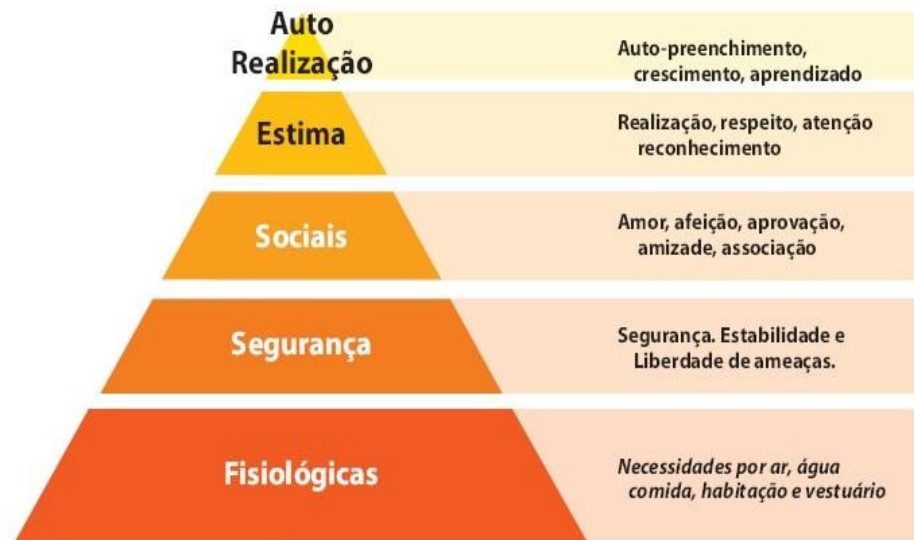 Auto
Realização
Auto-preenchimento,
crescimento, aprendizado
Estima
Realização, respeito, atenção
reconhecimento
Sociais
Amor, afeição, aprovação,
amizade, associação
Segurança
Segurança. Estabilidade e
Liberdade de ameaças.
Fisiológicas
Necessidades por ar, água
comida, habitação e vestuário